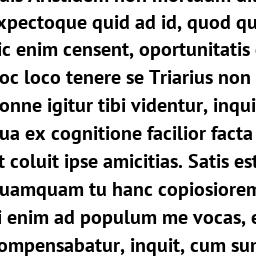 xpectoque quid ad id, quod qu
ic enim censent, oportunitatis
oc loco tenere se Triarius non
onne igitur tibi videntur, inqui
ua ex cognitione facilior facta
t coluit ipse amicitias. Satis est
uamquam tu hanc copiosiorem
i enim ad populum me vocas, e
ompensabatur, inquit, cum sum